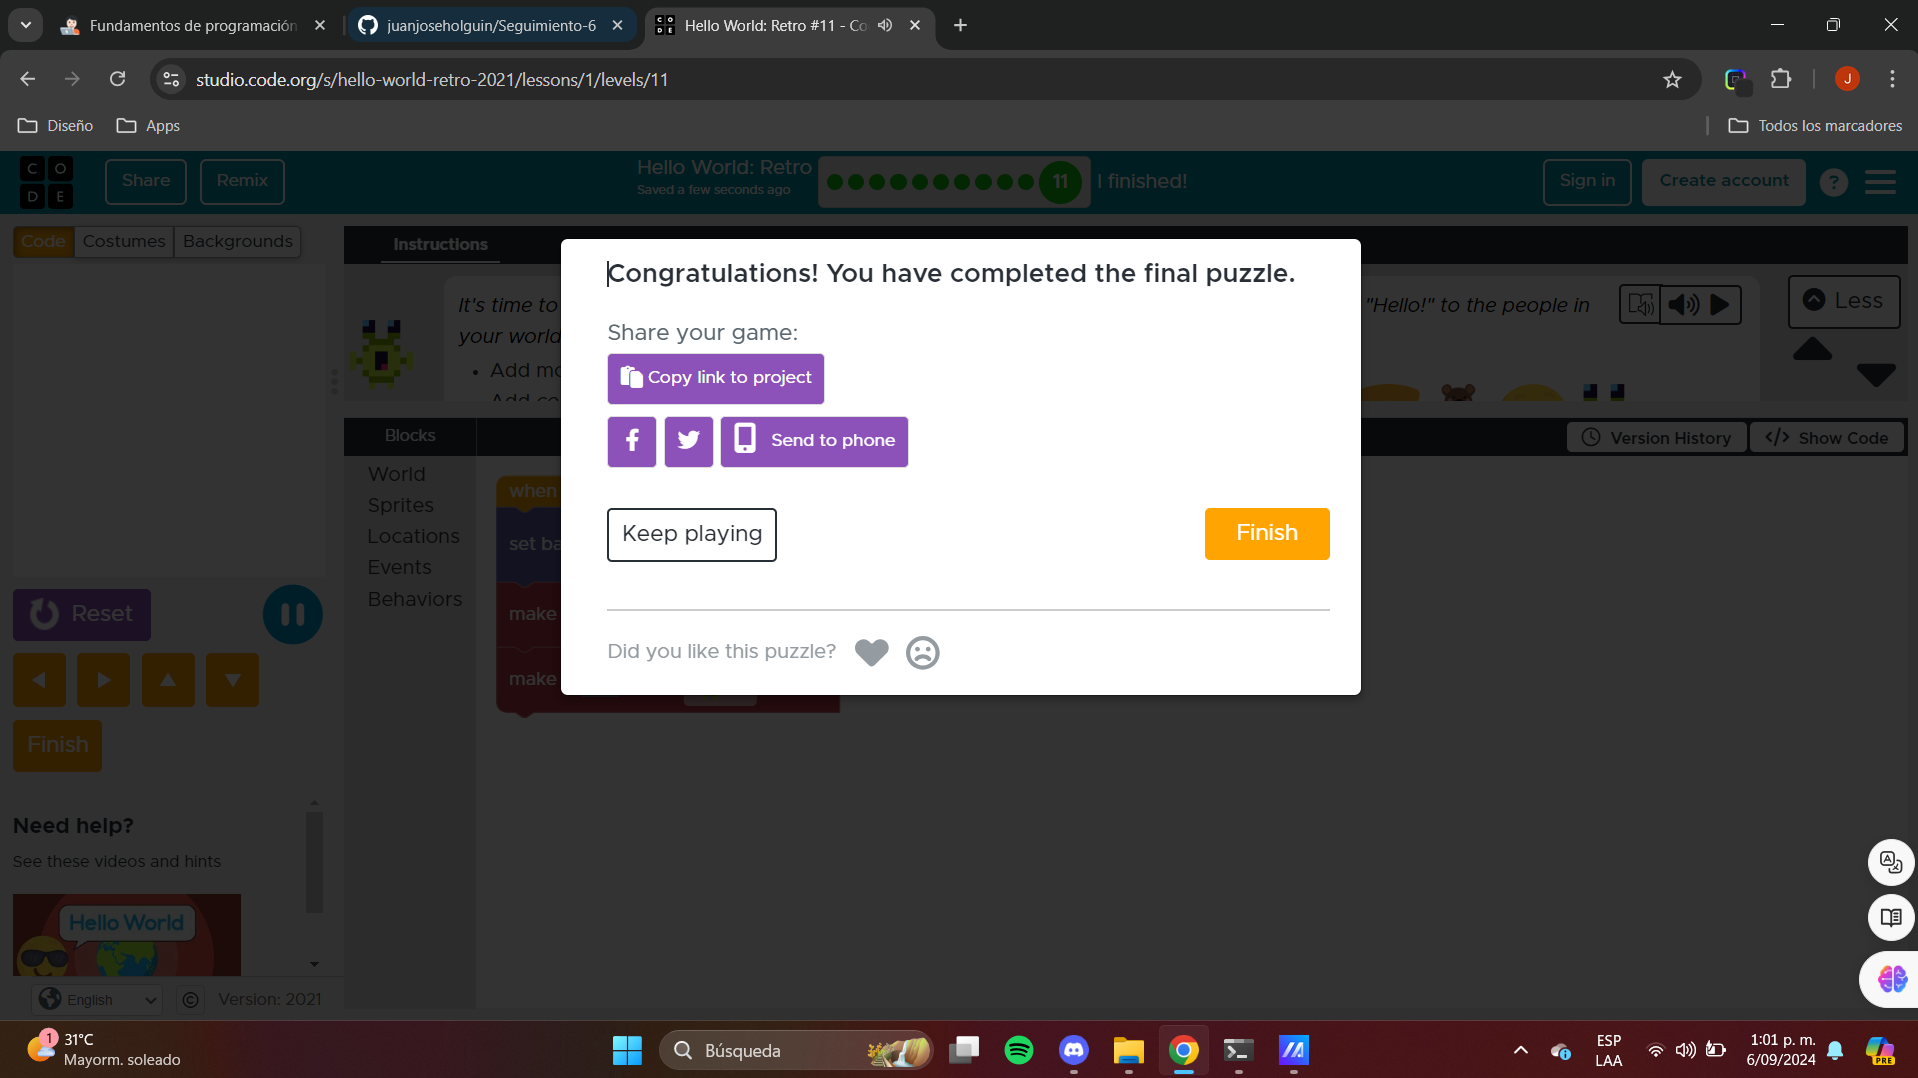 Fundamentos de programación
juanjoseholguin/Seguimiento-6
Hello World: Retro #11 - Co
studio.code.org/s/hello-world-retro-2021/lessons/1/levels/11
J
Diseño
Apps
Todos los marcadores
C O
D E
Share
Remix
Hello World: Retro
Saved a few seconds ago
11
I finished!
Sign in
Create account
?
Code
Costumes
Backgrounds
Instructions
It's time to
"Hello!" to the people in
your world
• Add mo
Less
Congratulations! You have completed the final puzzle.
Share your game:
Copy link to project
Send to phone
Keep playing
Finish
Did you like this puzzle?
Blocks
Version History
Show Code
World
Sprites
Locations
Events
Behaviors
when
set ba
make
make
Reset
Finish
Need help?
See these videos and hints
Hello World
English
©
Version: 2021
1
31°C
Mayorm. soleado
Búsqueda
ESP
LAA
1:01 p. m.
6/09/2024
PRE